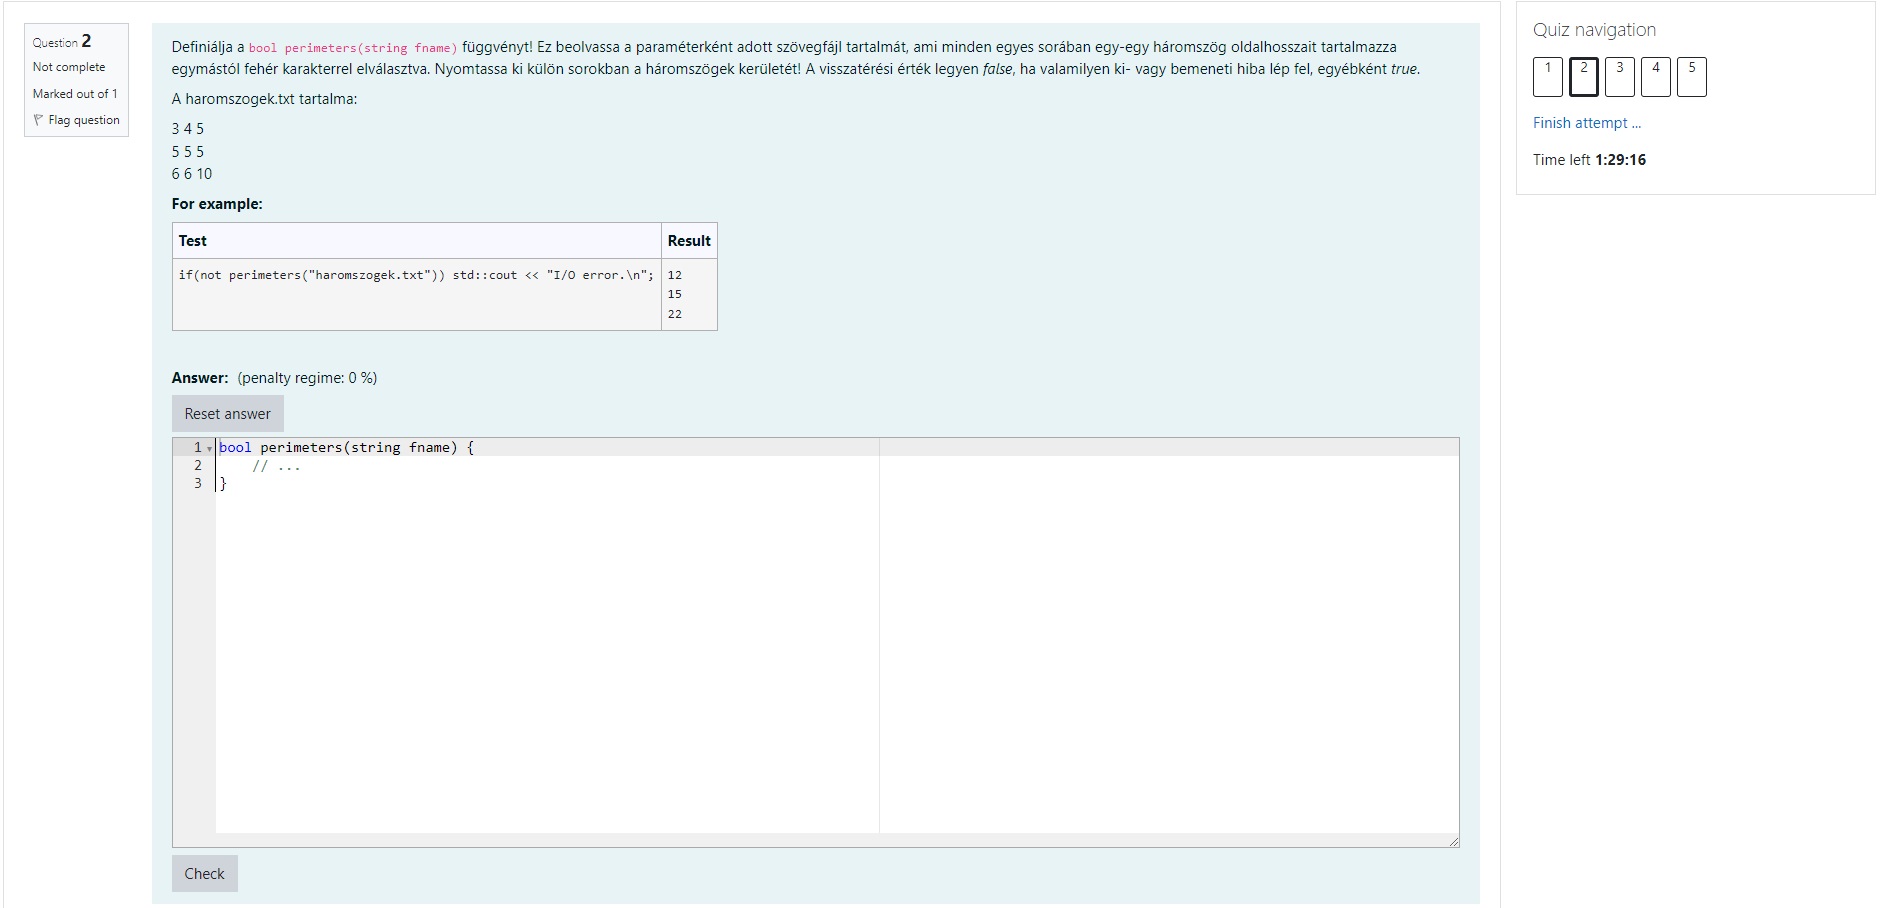 Question 2
Not complete
Marked out of 1
Flag question
Definiálja a bool perimeters(string fname) függvényt! Ez beolvassa a paraméterként adott szövegfájl tartalmát, ami minden egyes sorában egy-egy háromszög oldalhosszait tartalmazza
egymástól fehér karakterrel elválasztva. Nyomtassa ki külön sorokban a háromszögek kerületét! A visszatérési érték legyen false, ha valamilyen ki- vagy bemeneti hiba lép fel, egyébként true.
A haromszogek.txt tartalma:
3 4 5
5 5 5
6 6 10
For example:
Test Result
if(not perimeters("haromszogek.txt")) std::cout << "I/O error.\n"; 12
15
22
Answer: (penalty regime: 0 %)
Reset answer
1 bool perimeters(string fname) {
2 // ...
3 }
Check
Quiz navigation
1 2 3 4 5
Finish attempt ...
Time left 1:29:16